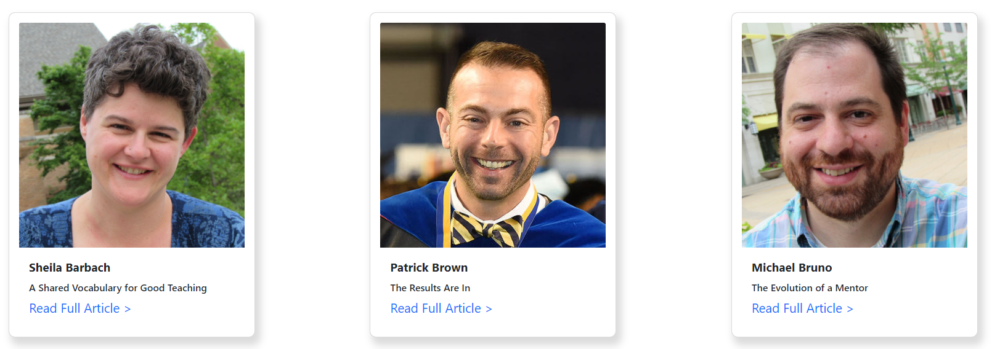 Sheila Barbach
A Shared Vocabulary for Good Teaching
Read Full Article >
Patrick Brown
The Results Are In
Read Full Article >
Michael Bruno
The Evolution of a Mentor
Read Full Article >